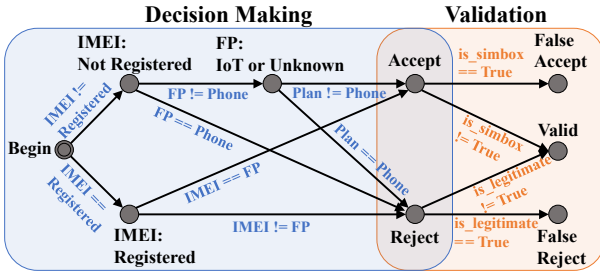 Decision Making
Validation
IMEI:
Not Registered
FP:
IoT or Unknown
Accept
is_simbox
== True
False
Accept
IMEI !=
Registered
FP != Phone
Plan != Phone
FP == Phone
Plan == Phone
is_simbox
!= True
Begin
Valid
IMEI ==
Registered
IMEI == FP
is_legitimate
!= True
IMEI != FP
is_legitimate
== True
IMEI:
Registered
Reject
False
Reject